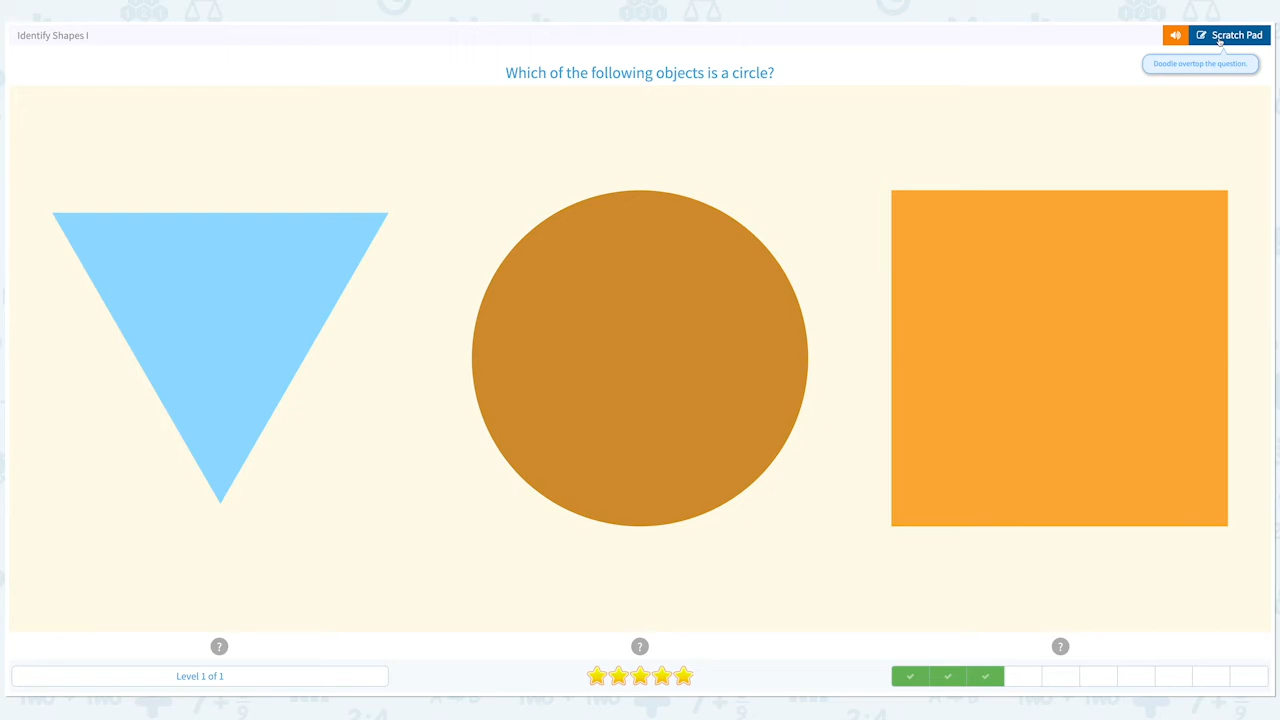 Identify Shapes I
Scratch Pad
Doodle overtop the question.
Which of the following objects is a circle?
? ? ?
Level 1 of 1